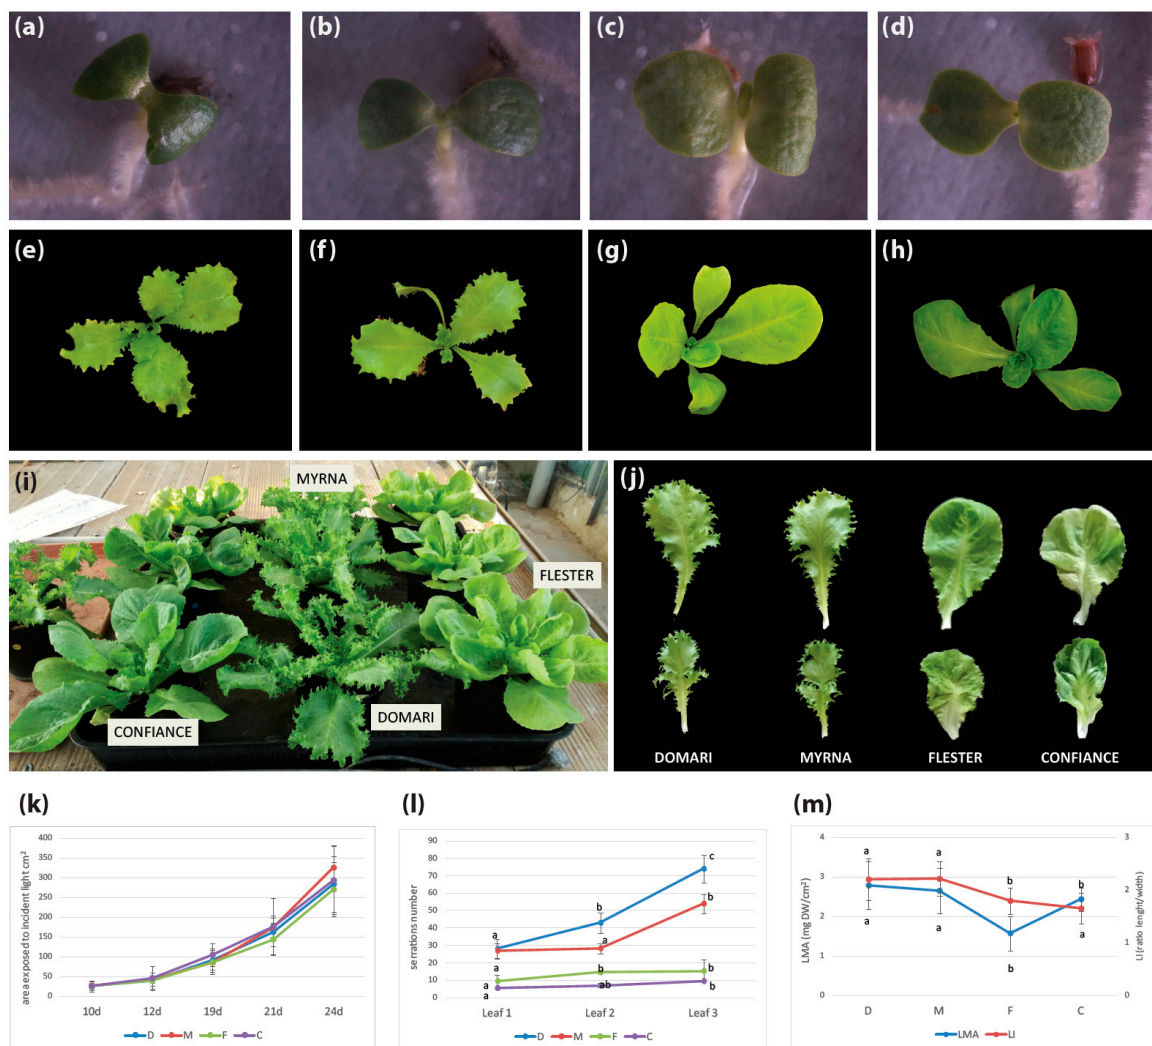 (a)
(b)
(c)
(d)
(e)
(f)
(g)
(h)
(i)
MYRNA
FLESTER
CONFIANCE
DOMARI
(j)
DOMARI MYRNA FLESTER CONFIANCE
(k)
area exposed to incident light cm²
400
350
300
250
200
150
100
50
0
10d 12d 19d 21d 24d
D M F C
(l)
serrations number
90
80
70
60
50
40
30
20
10
0
a
a
a
a
b
a
b
ab
c
b
b
b
Leaf 1 Leaf 2 Leaf 3
D M F C
(m)
LMA (mg DW/cm²)
4
3
2
1
0
a
a
b
b
a
a
b
a
3
2
1
0
LI (ratio lenght/width)
D M F C
LMA LI